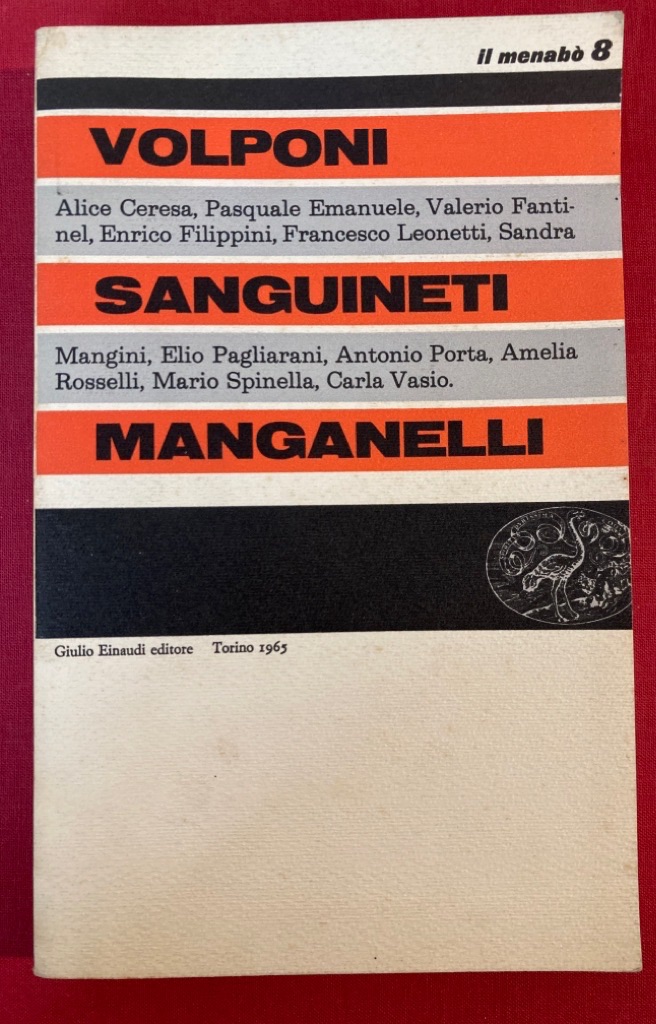 il menabò 8
VOLPONI
Alice Ceresa, Pasquale Emanuele, Valerio Fanti-
nel, Enrico Filippini, Francesco Leonetti, Sandra
SANGUINETI
Mangini, Elio Pagliarani, Antonio Porta, Amelia
Rosselli, Mario Spinella, Carla Vasio.
MANGANELLI
Giulio Einaudi editore Torino 1965